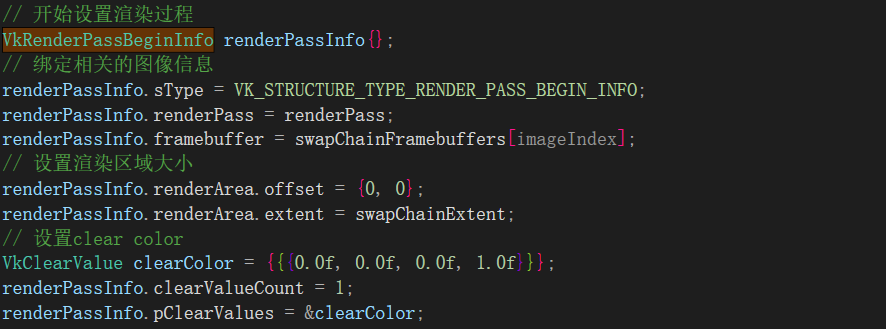 // 开始设置渲染过程
VkRenderPassBeginInfo renderPassInfo{};
// 绑定相关的图像信息
renderPassInfo.sType = VK_STRUCTURE_TYPE_RENDER_PASS_BEGIN_INFO;
renderPassInfo.renderPass = renderPass;
renderPassInfo.framebuffer = swapChainFramebuffers[imageIndex];
// 设置渲染区域大小
renderPassInfo.renderArea.offset = {0, 0};
renderPassInfo.renderArea.extent = swapChainExtent;
// 设置clear color
VkClearValue clearColor = {{{0.0f, 0.0f, 0.0f, 1.0f}}};
renderPassInfo.clearValueCount = 1;
renderPassInfo.pClearValues = &clearColor;